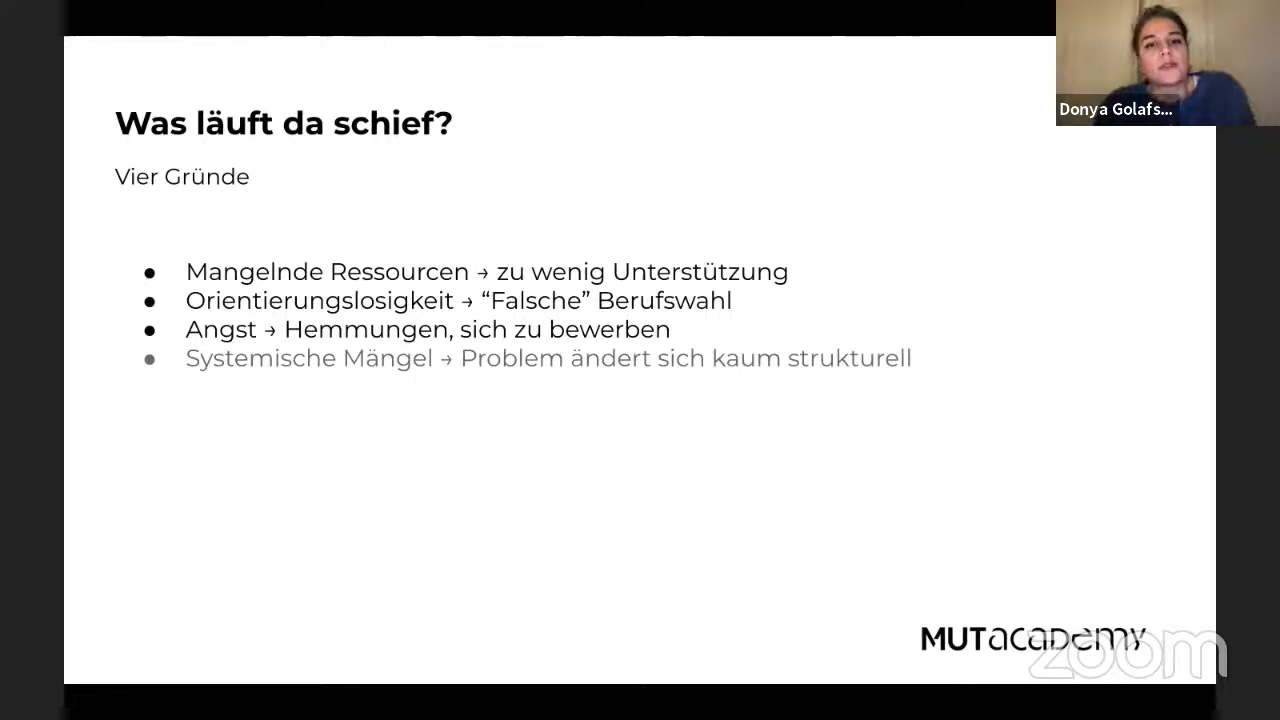 Was läuft da schief?
Vier Gründe
● Mangelnde Ressourcen → zu wenig Unterstützung
● Orientierungslosigkeit → “Falsche” Berufswahl
● Angst → Hemmungen, sich zu bewerben
● Systemische Mängel → Problem ändert sich kaum strukturell
Donya Golafs...
MUTacademy
zoom